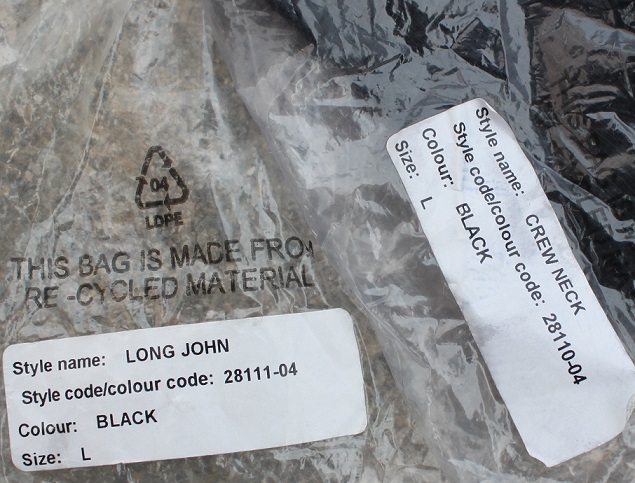 04
LDPE
THIS BAG IS MADE FROM
RE-CYCLED MATERIAL
Style name: LONG JOHN
Style code/colour code: 28111-04
Colour: BLACK
Size: L
Style name: CREW NECK
Style code/colour code: 28110-04
Colour: BLACK
Size: L